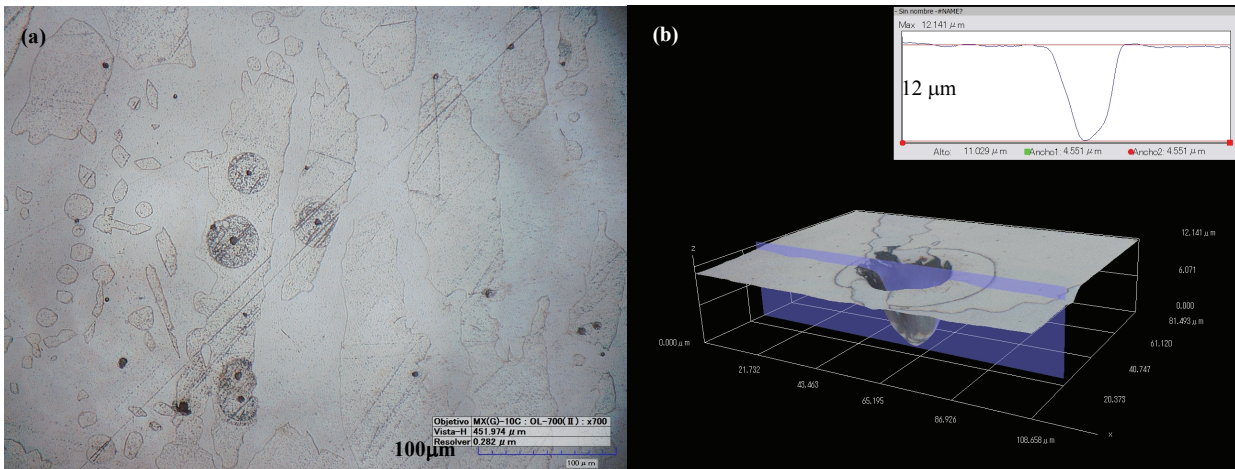 (a)
Objetivo MX(G)-10C : OL-700(Ⅱ) : x700
Vista-H 451.974 μm
Resolver 0.282 μm
100μm
100 μm
(b)
- Sin nombre -#NAME?
Max 12.141 μm
12 μm
Alto: 11.029 μm Ancho1: 4.551 μm Ancho2: 4.551 μm
z
12.141 μm
6.071
0.000
81.493 μm
61.120
40.747
20.373
0.000 μm
21.732
43.463
65.195
86.926
108.658 μm
x